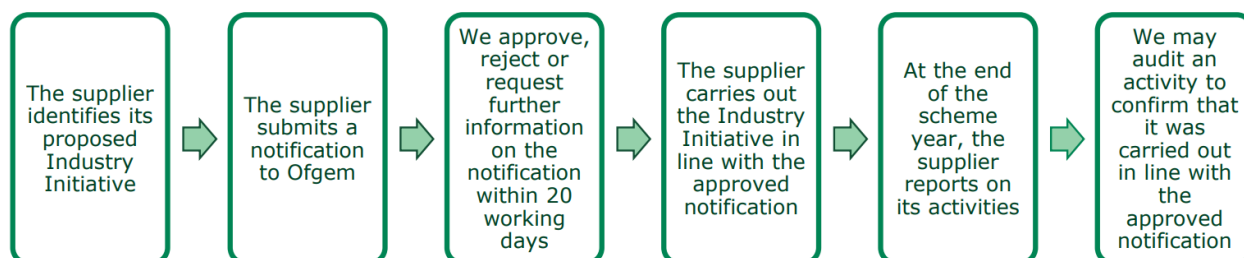 The supplier
identifies its
proposed
Industry
Initiative
The supplier
submits a
notification
to Ofgem
We approve,
reject or
request
further
information
on the
notification
within 20
working
days
The supplier
carries out
the Industry
Initiative in
line with the
approved
notification
At the end
of the
scheme
year, the
supplier
reports on
its activities
We may
audit an
activity to
confirm that
it was
carried out
in line with
the
approved
notification